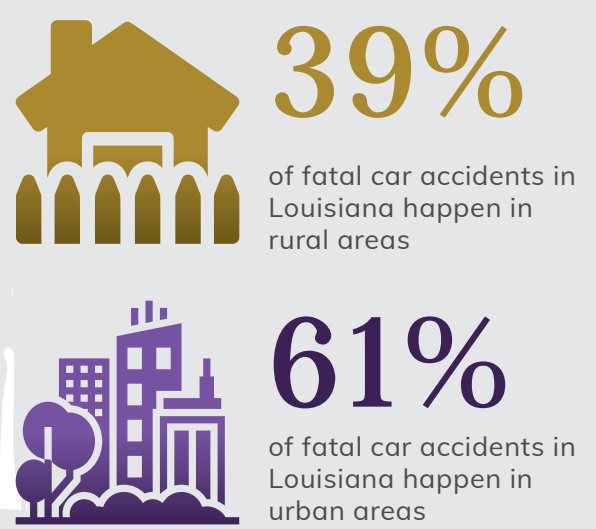 39%
of fatal car accidents in
Louisiana happen in
rural areas
61%
of fatal car accidents in
Louisiana happen in
urban areas